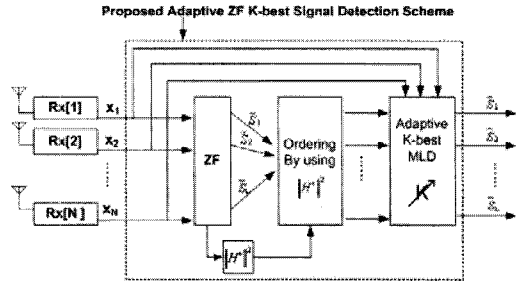 Proposed Adaptive ZF K-best Signal Detection Scheme
Rx[1]
x₁
Rx[2]
x₂
Rx[N]
x_N
ZF
Ordering
By using
Adaptive
K-best
MLD
K